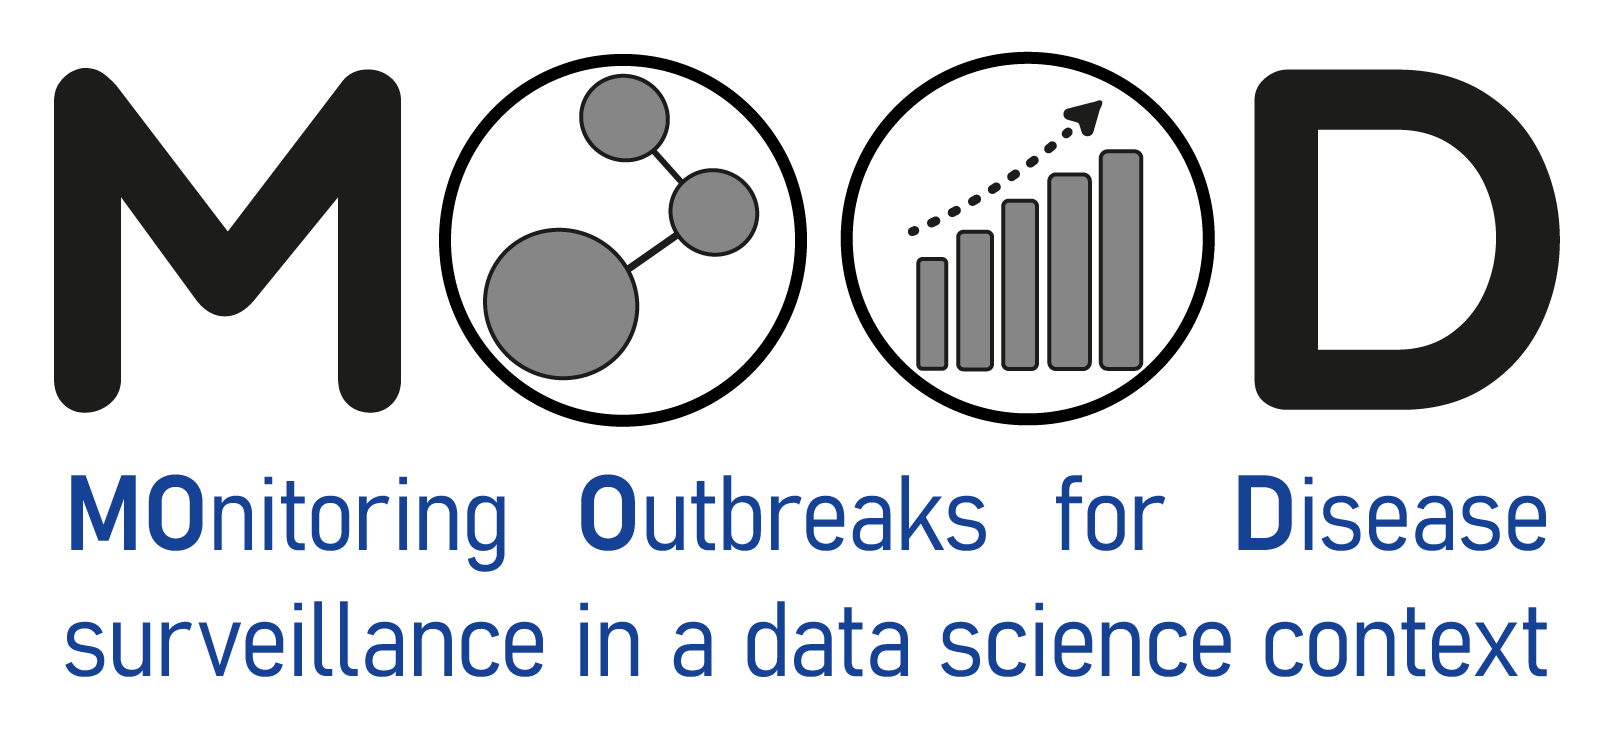 MOOD
MOnitoring Outbreaks for Disease
surveillance in a data science context